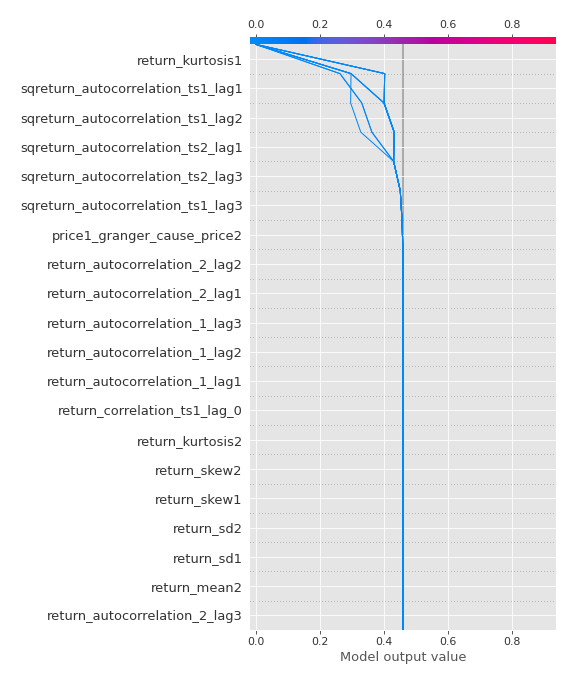 0.0 0.2 0.4 0.6 0.8
return_kurtosis1
sqreturn_autocorrelation_ts1_lag1
sqreturn_autocorrelation_ts1_lag2
sqreturn_autocorrelation_ts2_lag1
sqreturn_autocorrelation_ts2_lag3
sqreturn_autocorrelation_ts1_lag3
price1_granger_cause_price2
return_autocorrelation_2_lag2
return_autocorrelation_2_lag1
return_autocorrelation_1_lag3
return_autocorrelation_1_lag2
return_autocorrelation_1_lag1
return_correlation_ts1_lag_0
return_kurtosis2
return_skew2
return_skew1
return_sd2
return_sd1
return_mean2
return_autocorrelation_2_lag3
0.0 0.2 0.4 0.6 0.8
Model output value